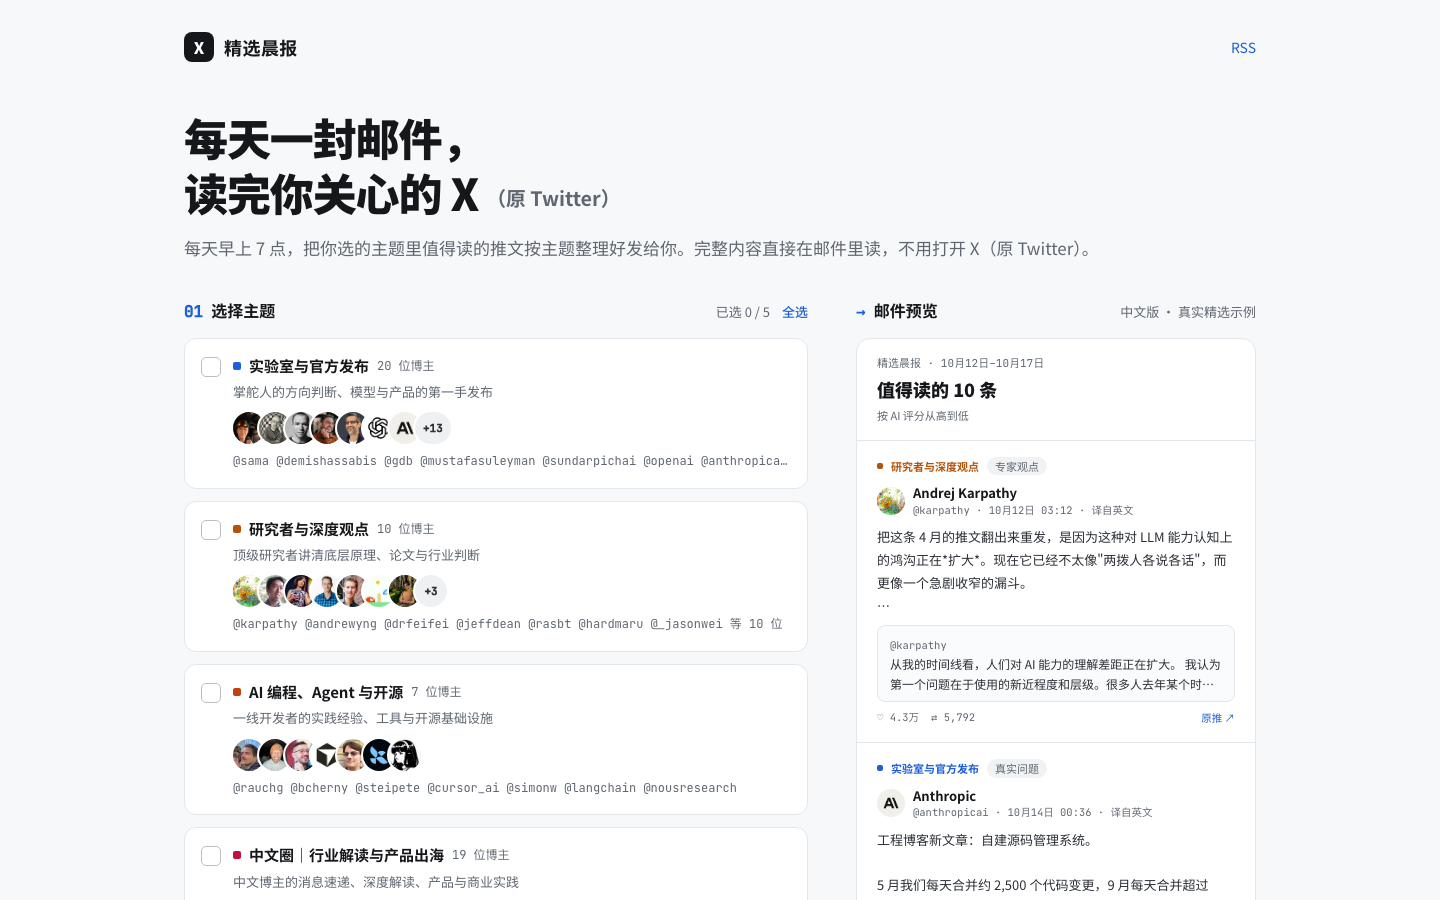 X 精选晨报
RSS
每天一封邮件，
读完你关心的 X（原 Twitter）
每天早上 7 点，把你选的主题里值得读的推文按主题整理好发给你。完整内容直接在邮件里读，不用打开 X（原 Twitter）。
01 选择主题
已选 0 / 5 全选
实验室与官方发布 20 位博主
掌舵人的方向判断、模型与产品的第一手发布
+13
@sama @demishassabis @gdb @mustafasuleyman @sundarpichai @openai @anthropica…
研究者与深度观点 10 位博主
顶级研究者讲清底层原理、论文与行业判断
+3
@karpathy @andrewyng @drfeifei @jeffdean @rasbt @hardmaru @_jasonwei 等 10 位
AI 编程、Agent 与开源 7 位博主
一线开发者的实践经验、工具与开源基础设施
@rauchg @bcherny @steipete @cursor_ai @simonw @langchain @nousresearch
中文圈｜行业解读与产品出海 19 位博主
中文博主的消息速递、深度解读、产品与商业实践
→ 邮件预览
中文版 · 真实精选示例
精选晨报 · 10月12日–10月17日
值得读的 10 条
按 AI 评分从高到低
研究者与深度观点 专家观点
Andrej Karpathy
@karpathy · 10月12日 03:12 · 译自英文
把这条 4 月的推文翻出来重发，是因为这种对 LLM 能力认知上
的鸿沟正在*扩大*。现在它已经不太像"两拨人各说各话"，而
更像一个急剧收窄的漏斗。
…
@karpathy
从我的时间线看，人们对 AI 能力的理解差距正在扩大。 我认为
第一个问题在于使用的新近程度和层级。很多人去年某个时…
♡ 4.3万 ⇄ 5,792
原推 ↗
实验室与官方发布 真实问题
Anthropic
@anthropicai · 10月14日 00:36 · 译自英文
工程博客新文章：自建源码管理系统。
5 月我们每天合并约 2,500 个代码变更，9 月每天合并超过